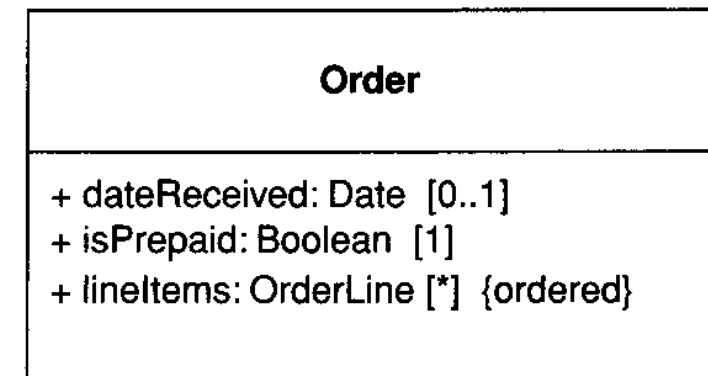 Order
+ dateReceived: Date [0..1]
+ isPrepaid: Boolean [1]
+ lineItems: OrderLine [*] {ordered}